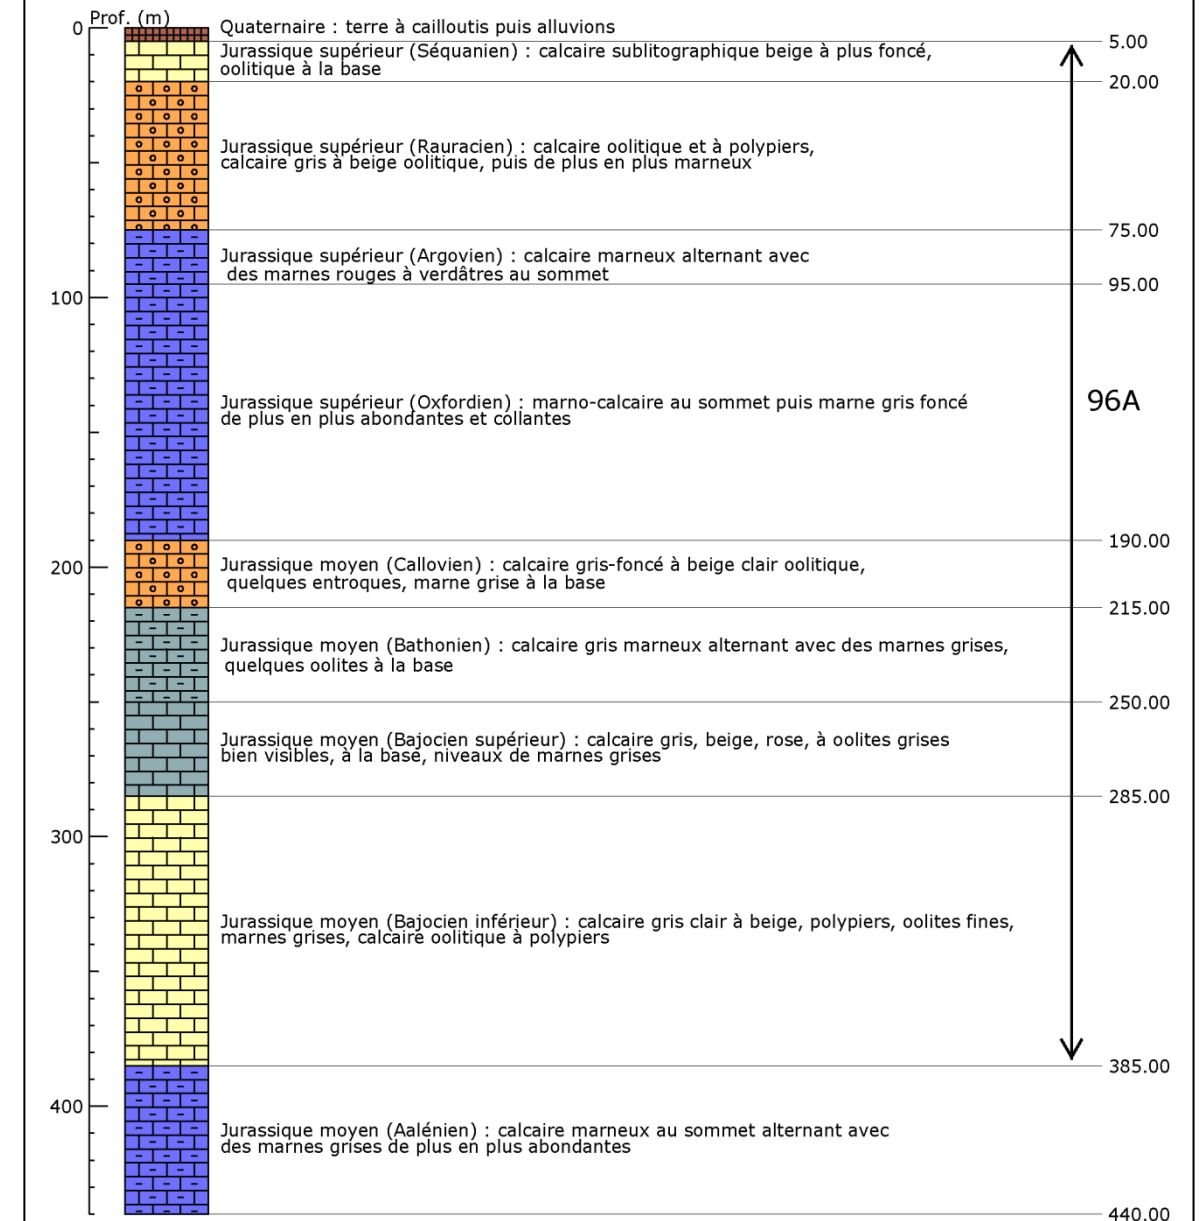 Prof. (m)
0
Quaternaire : terre à cailloutis puis alluvions
5.00
Jurassique supérieur (Séquanien) : calcaire sublitographique beige à plus foncé,
oolitique à la base
20.00
Jurassique supérieur (Rauracien) : calcaire oolitique et à polypiers,
calcaire gris à beige oolitique, puis de plus en plus marneux
75.00
Jurassique supérieur (Argovien) : calcaire marneux alternant avec
des marnes rouges à verdâtres au sommet
95.00
100
Jurassique supérieur (Oxfordien) : marno-calcaire au sommet puis marne gris foncé
de plus en plus abondantes et collantes
96A
190.00
200
Jurassique moyen (Callovien) : calcaire gris-foncé à beige clair oolitique,
quelques entroques, marne grise à la base
215.00
Jurassique moyen (Bathonien) : calcaire gris marneux alternant avec des marnes grises,
quelques oolites à la base
250.00
Jurassique moyen (Bajocien supérieur) : calcaire gris, beige, rose, à oolites grises
bien visibles, à la base, niveaux de marnes grises
285.00
300
Jurassique moyen (Bajocien inférieur) : calcaire gris clair à beige, polypiers, oolites fines,
marnes grises, calcaire oolitique à polypiers
385.00
400
Jurassique moyen (Aalénien) : calcaire marneux au sommet alternant avec
des marnes grises de plus en plus abondantes
440.00